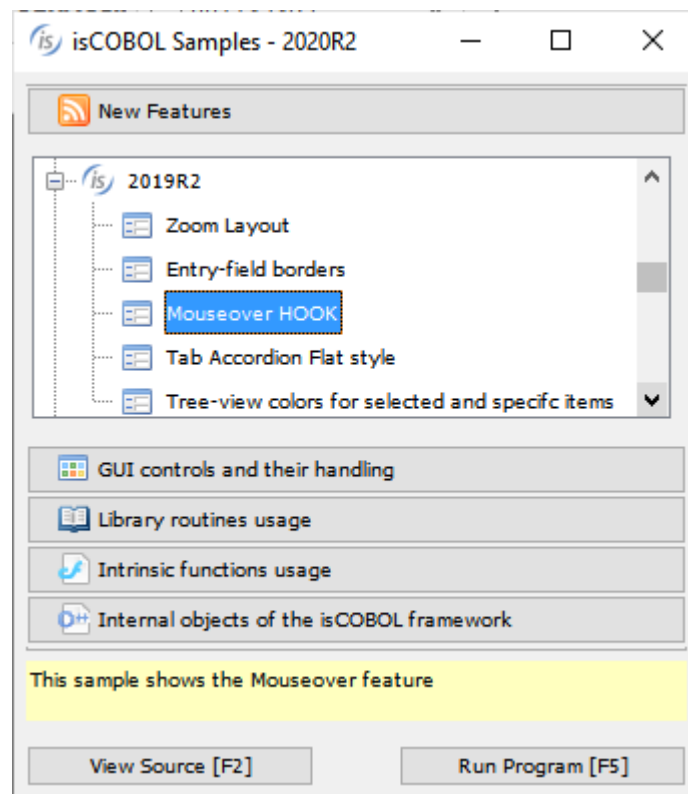 is isCOBOL Samples - 2020R2
New Features
is 2019R2
Zoom Layout
Entry-field borders
Mouseover HOOK
Tab Accordion Flat style
Tree-view colors for selected and specifc items
GUI controls and their handling
Library routines usage
Intrinsic functions usage
D++ Internal objects of the isCOBOL framework
This sample shows the Mouseover feature
View Source [F2] Run Program [F5]